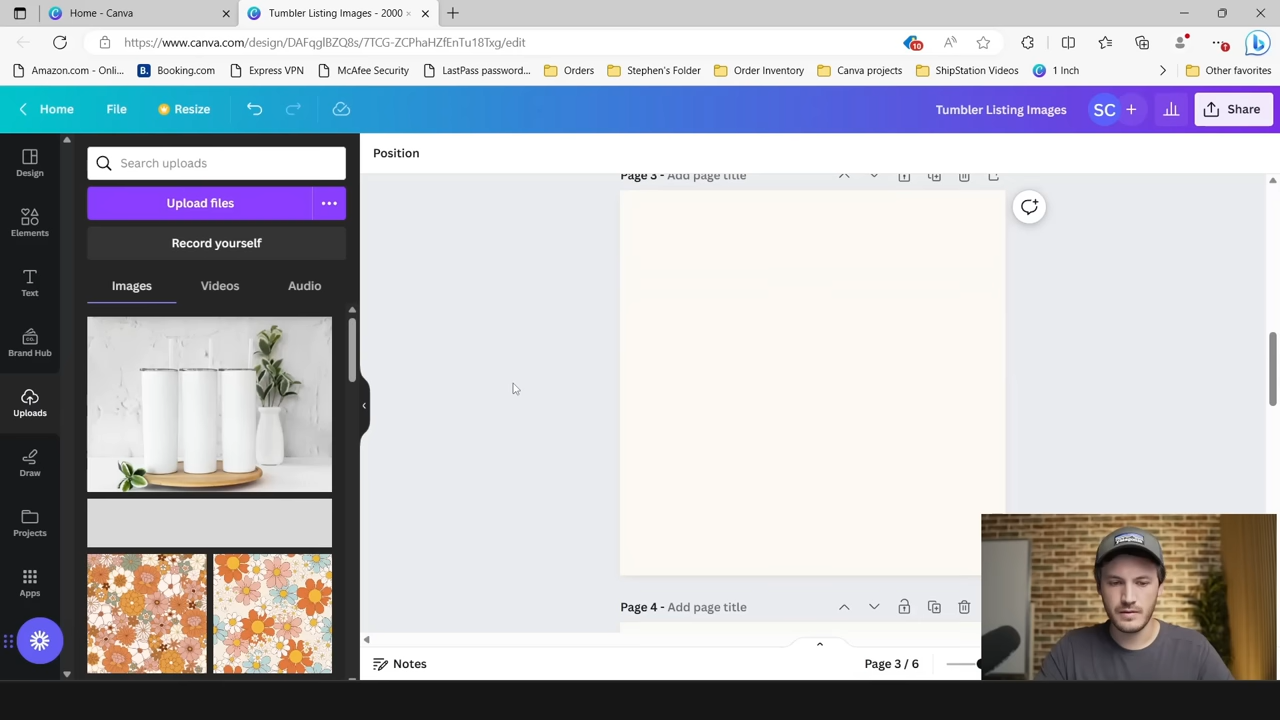 Home - Canva
Tumbler Listing Images - 2000
https://www.canva.com/design/DAFqglBZQ8s/7TCG-ZCPhaHZfEnTu18Txg/edit
10
Amazon.com - Onli...
Booking.com
Express VPN
McAfee Security
LastPass password...
Orders
Stephen's Folder
Order Inventory
Canva projects
ShipStation Videos
1 Inch
Other favorites
Home
File
Resize
Tumbler Listing Images
SC
Share
Design
Elements
Text
Brand Hub
Uploads
Draw
Projects
Apps
Search uploads
Upload files
Record yourself
Images
Videos
Audio
Position
Page 3 - Add page title
Page 4 - Add page title
Notes
Page 3 / 6